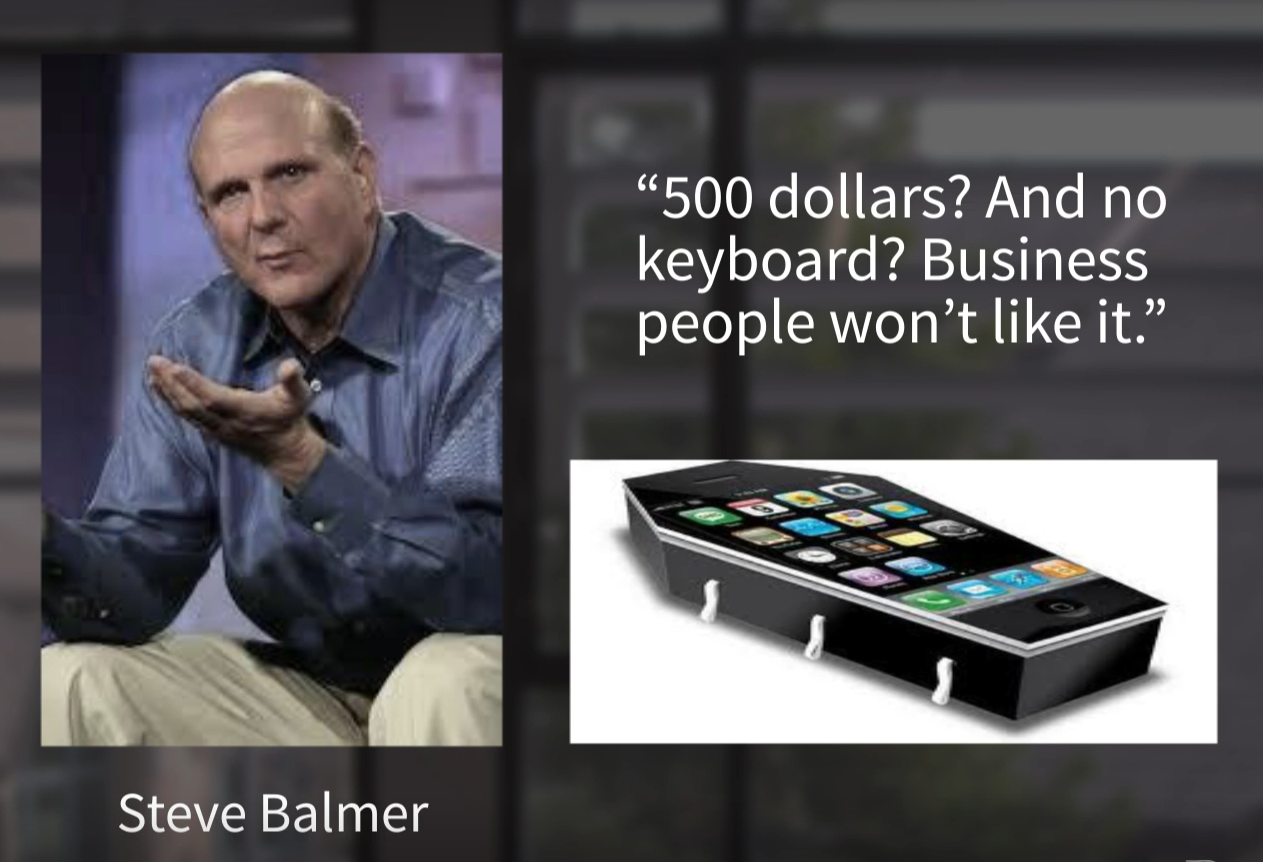 “500 dollars? And no
keyboard? Business
people won’t like it.”
Steve Balmer